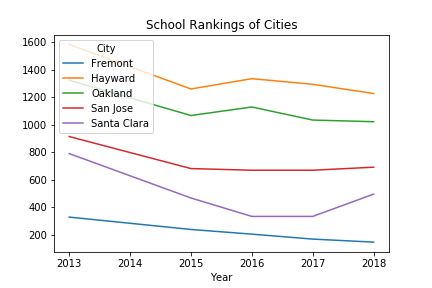 School Rankings of Cities
1600
1400
1200
1000
800
600
400
200
City
Fremont
Hayward
Oakland
San Jose
Santa Clara
2013 2014 2015 2016 2017 2018
Year